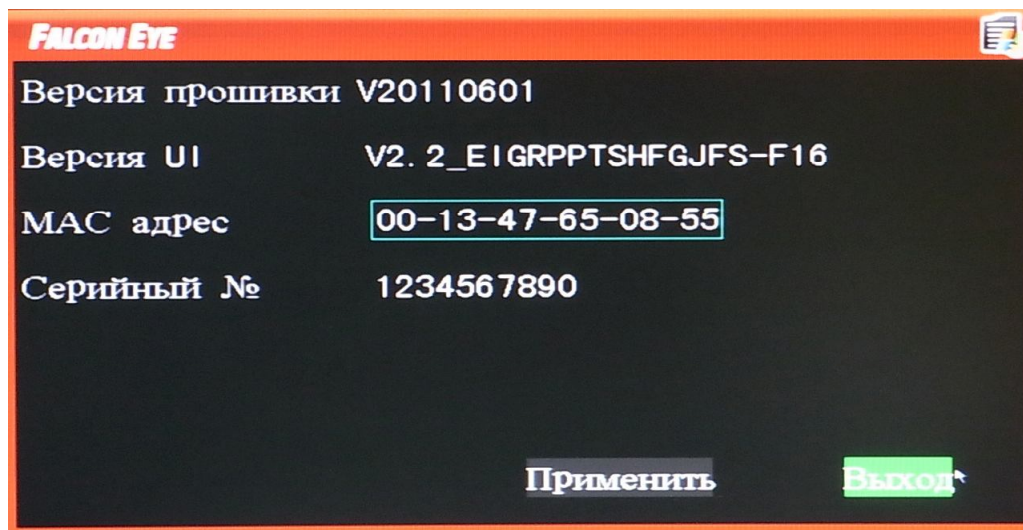 FALCON EYE
Версия прошивки V20110601
Версия UI V2.2_EIGRPPTSHFGJFS-F16
MAC адрес 00-13-47-65-08-55
Серийный № 1234567890
Применить Выход